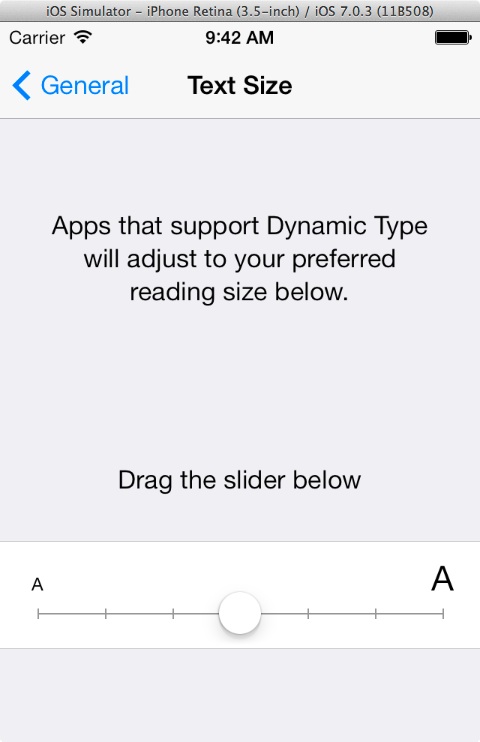 iOS Simulator – iPhone Retina (3.5-inch) / iOS 7.0.3 (11B508)
Carrier 9:42 AM
General Text Size
Apps that support Dynamic Type
will adjust to your preferred
reading size below.
Drag the slider below
A A